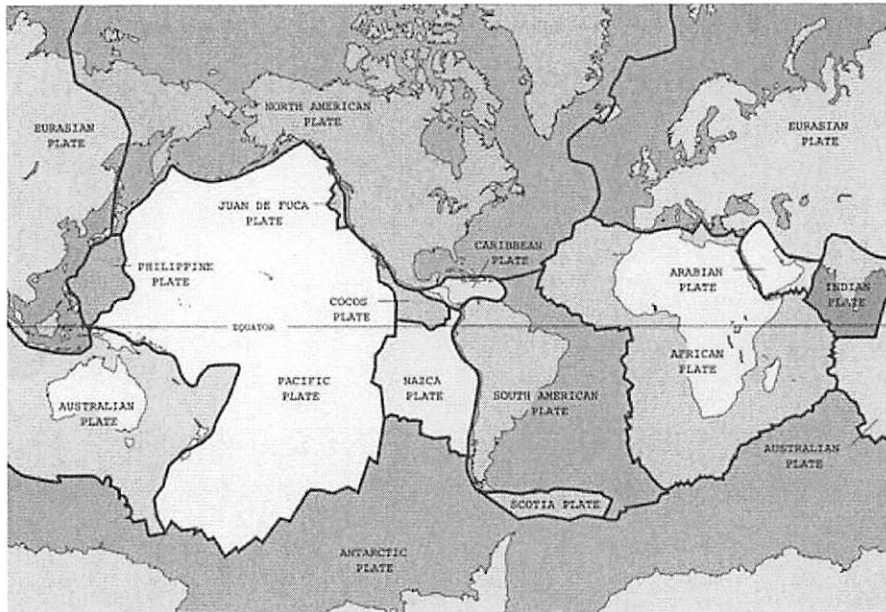 NORTH AMERICAN
PLATE
EURASIAN
PLATE
EURASIAN
PLATE
JUAN DE FUCA
PLATE
CARIBBEAN
PLATE
PHILIPPINE
PLATE
ARABIAN
PLATE
INDIAN
PLATE
COCOS
PLATE
EQUATOR
AFRICAN
PLATE
PACIFIC
PLATE
NAZCA
PLATE
SOUTH AMERICAN
PLATE
AUSTRALIAN
PLATE
AUSTRALIAN
PLATE
SCOTIA PLATE
ANTARCTIC
PLATE